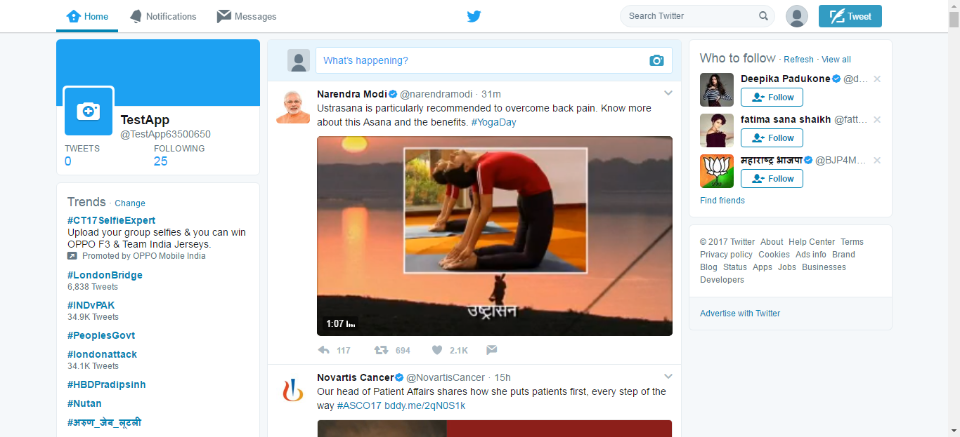 Home Notifications Messages Search Twitter Tweet
TestApp
@TestApp63500650
TWEETS FOLLOWING
0 25
Trends · Change
#CT17SelfieExpert
Upload your group selfies & you can win
OPPO F3 & Team India Jerseys.
Promoted by OPPO Mobile India
#LondonBridge
6,838 Tweets
#INDvPAK
34.9K Tweets
#PeoplesGovt
#londonattack
34.1K Tweets
#HBDPradipsinh
#Nutan
#अरुण_जेब_लूटली
What's happening?
Narendra Modi @narendramodi · 31m
Ustrasana is particularly recommended to overcome back pain. Know more
about this Asana and the benefits. #YogaDay
उष्ट्रासन
1:07
117 694 2.1K
Novartis Cancer @NovartisCancer · 15h
Our head of Patient Affairs shares how she puts patients first, every step of the
way #ASCO17 bddy.me/2qN0S1k
Who to follow · Refresh · View all
Deepika Padukone @d...
Follow
fatima sana shaikh @fatt...
Follow
महाराष्ट्र भाजपा @BJP4M...
Follow
Find friends
© 2017 Twitter About Help Center Terms
Privacy policy Cookies Ads info Brand
Blog Status Apps Jobs Businesses
Developers
Advertise with Twitter